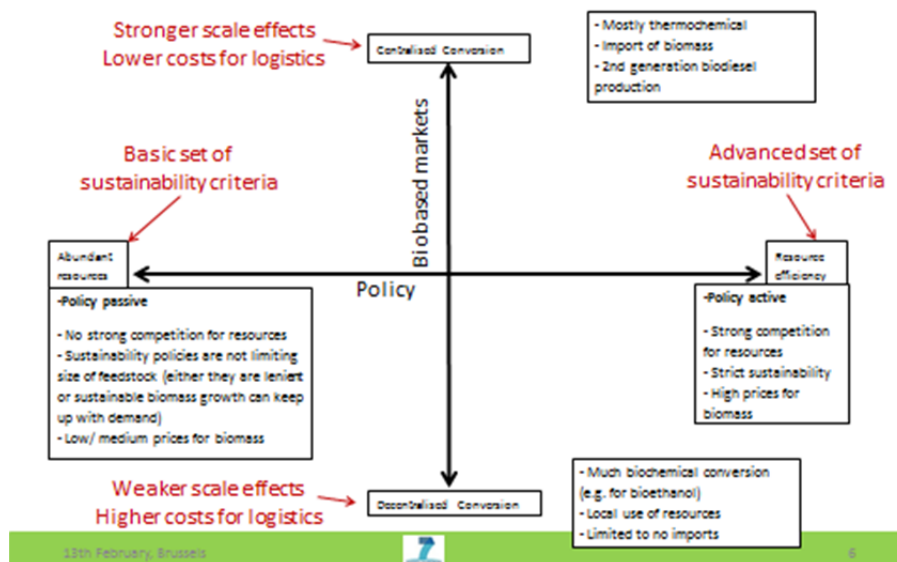 Stronger scale effects
Lower costs for logistics
Centralised Conversion
- Mostly thermochemical
- Import of biomass
- 2nd generation biodiesel
production
Basic set of
sustainability criteria
Biobased markets
Advanced set of
sustainability criteria
Abundant
resources
Policy
Resource
efficiency
-Policy passive
- No strong competition for resources
- Sustainability policies are not limiting
size of feedstock (either they are lenient
or sustainable biomass growth can keep
up with demand)
- Low/ medium prices for biomass
-Policy active
- Strong competition
for resources
- Strict sustainability
- High prices for
biomass
Weaker scale effects
Higher costs for logistics
Decentralised Conversion
- Much biochemical conversion
(e.g. for bioethanol)
- Local use of resources
- Limited to no imports
13th February, Brussels
7
6